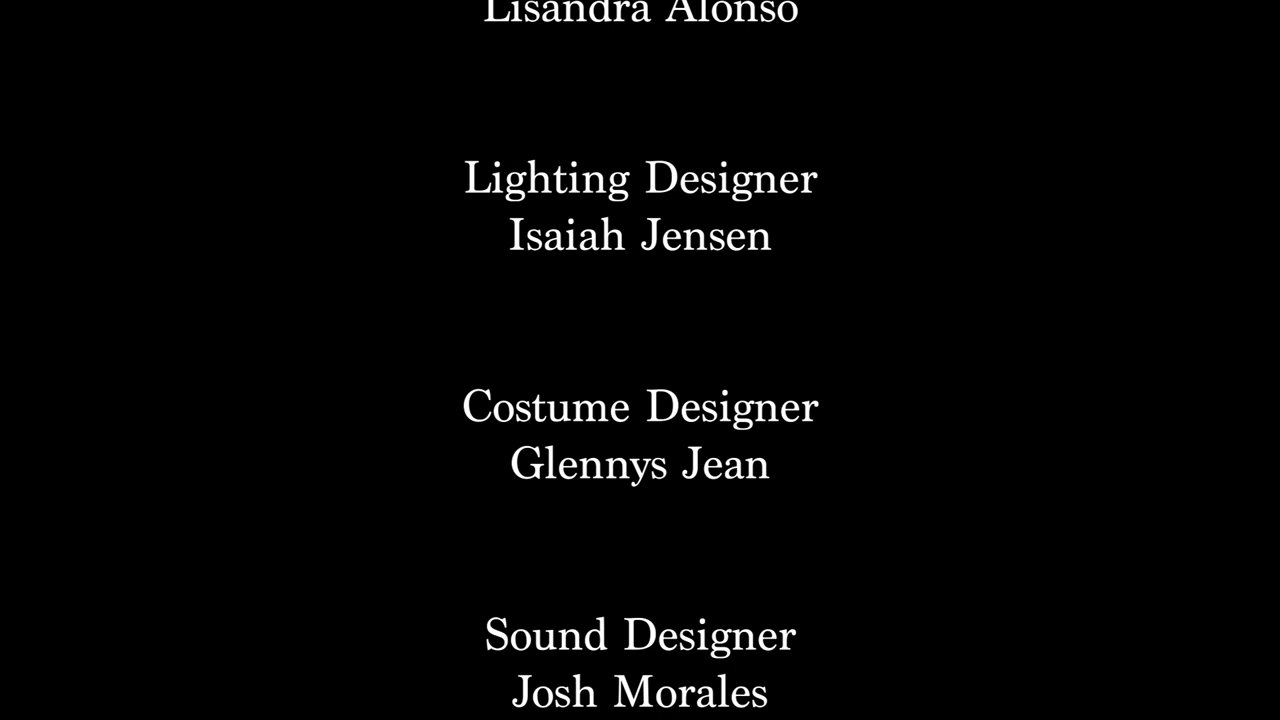 Lisandra Alonso
Lighting Designer
Isaiah Jensen
Costume Designer
Glennys Jean
Sound Designer
Josh Morales